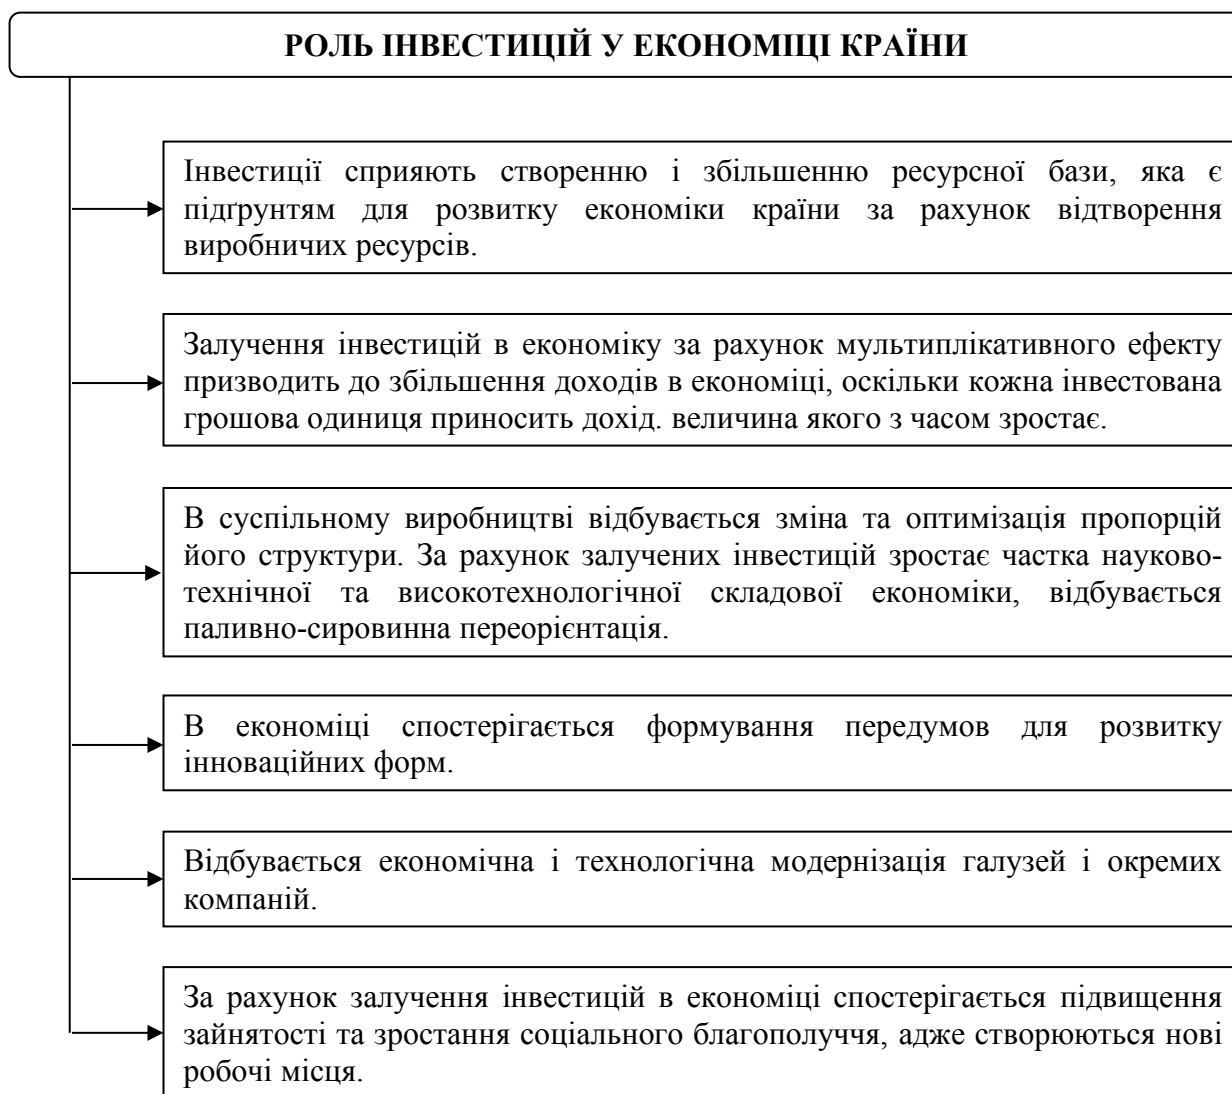 РОЛЬ ІНВЕСТИЦІЙ У ЕКОНОМІЦІ КРАЇНИ
Інвестиції сприяють створенню і збільшенню ресурсної бази, яка є
підґрунтям для розвитку економіки країни за рахунок відтворення
виробничих ресурсів.
Залучення інвестицій в економіку за рахунок мультиплікативного ефекту
призводить до збільшення доходів в економіці, оскільки кожна інвестована
грошова одиниця приносить дохід. величина якого з часом зростає.
В суспільному виробництві відбувається зміна та оптимізація пропорцій
його структури. За рахунок залучених інвестицій зростає частка науково-
технічної та високотехнологічної складової економіки, відбувається
паливно-сировинна переорієнтація.
В економіці спостерігається формування передумов для розвитку
інноваційних форм.
Відбувається економічна і технологічна модернізація галузей і окремих
компаній.
За рахунок залучення інвестицій в економіці спостерігається підвищення
зайнятості та зростання соціального благополуччя, адже створюються нові
робочі місця.